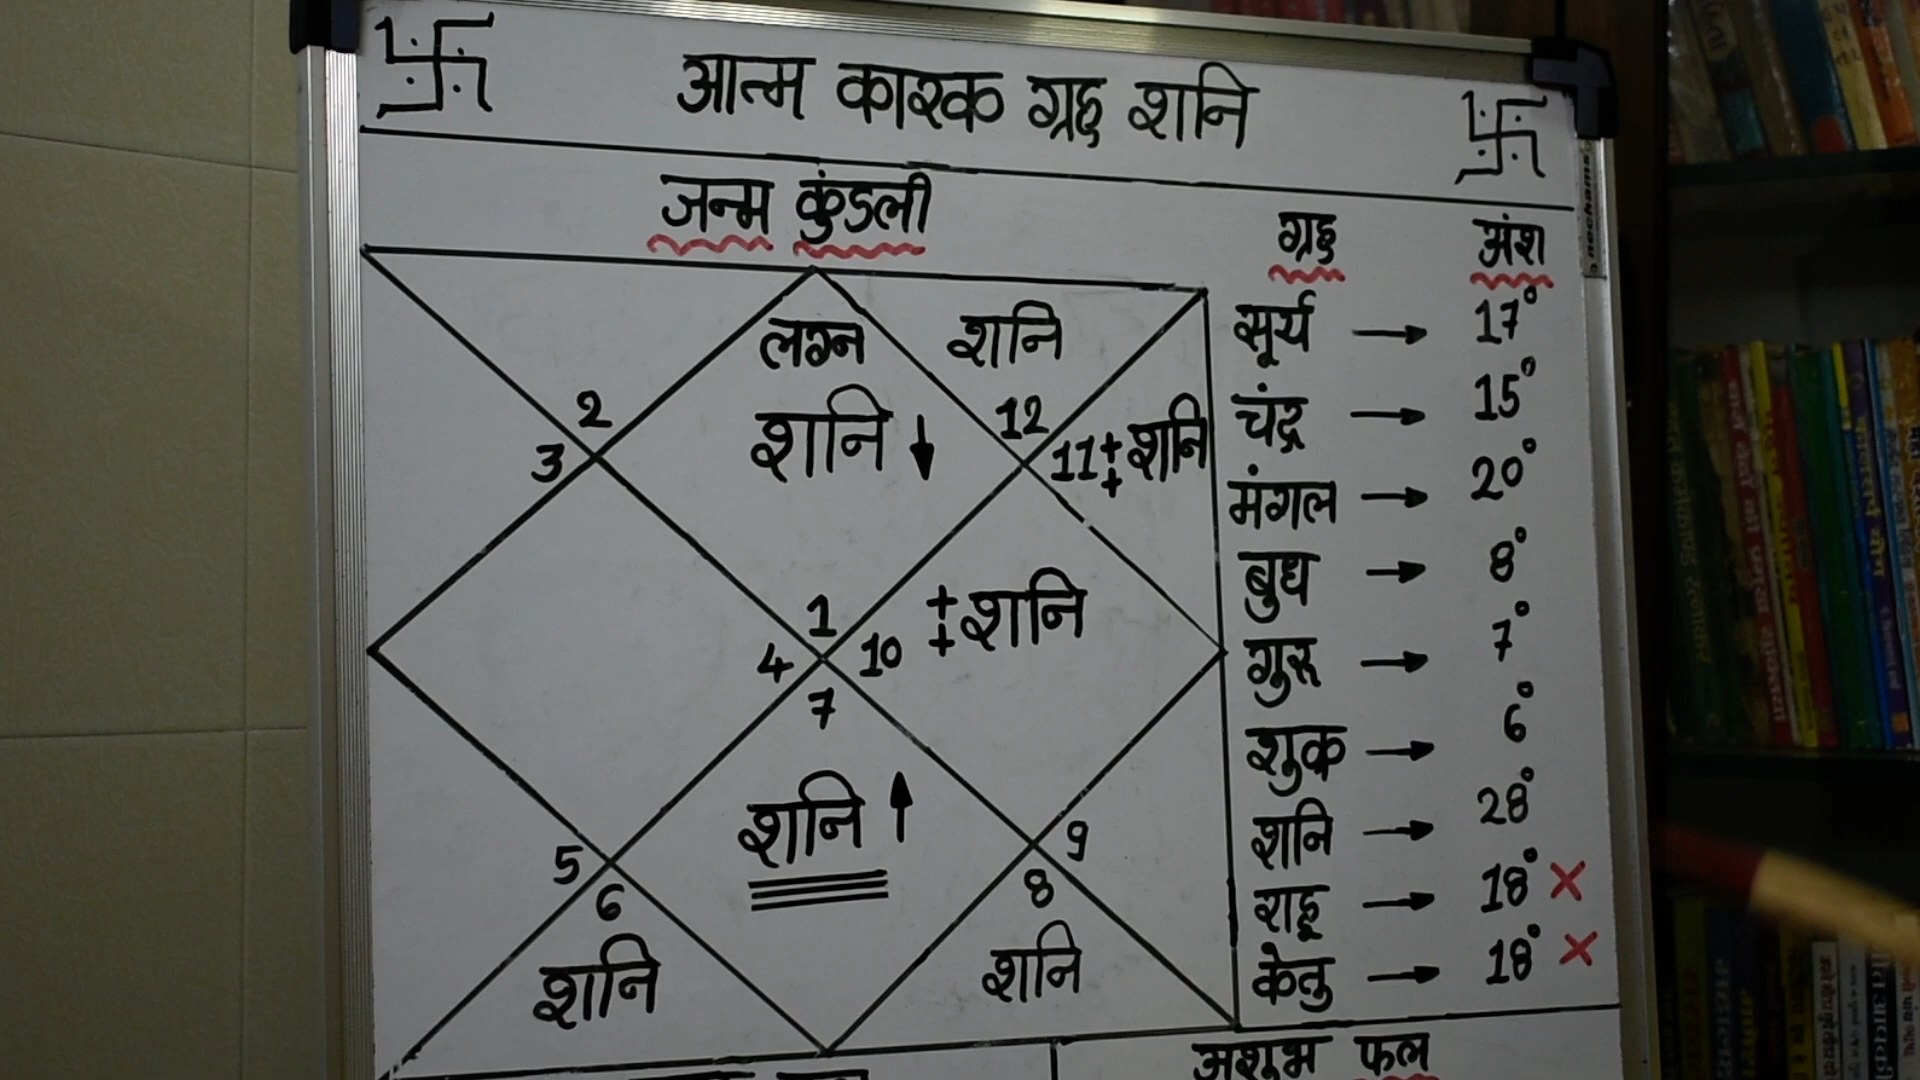 आत्म कारक ग्रह शनि
जन्म कुंडली
ग्रह अंश
सूर्य → 17°
चंद्र → 15°
मंगल → 20°
बुध → 8°
गुरु → 7°
शुक्र → 6°
शनि → 28°
राहू → 18° ×
केतु → 18° ×
लग्न
शनि ↓
शनि
12
11 ++ शनि
2
3
1
4
10
++ शनि
7
शनि ↑
5
6
शनि
9
8
शनि
अशुभ फल